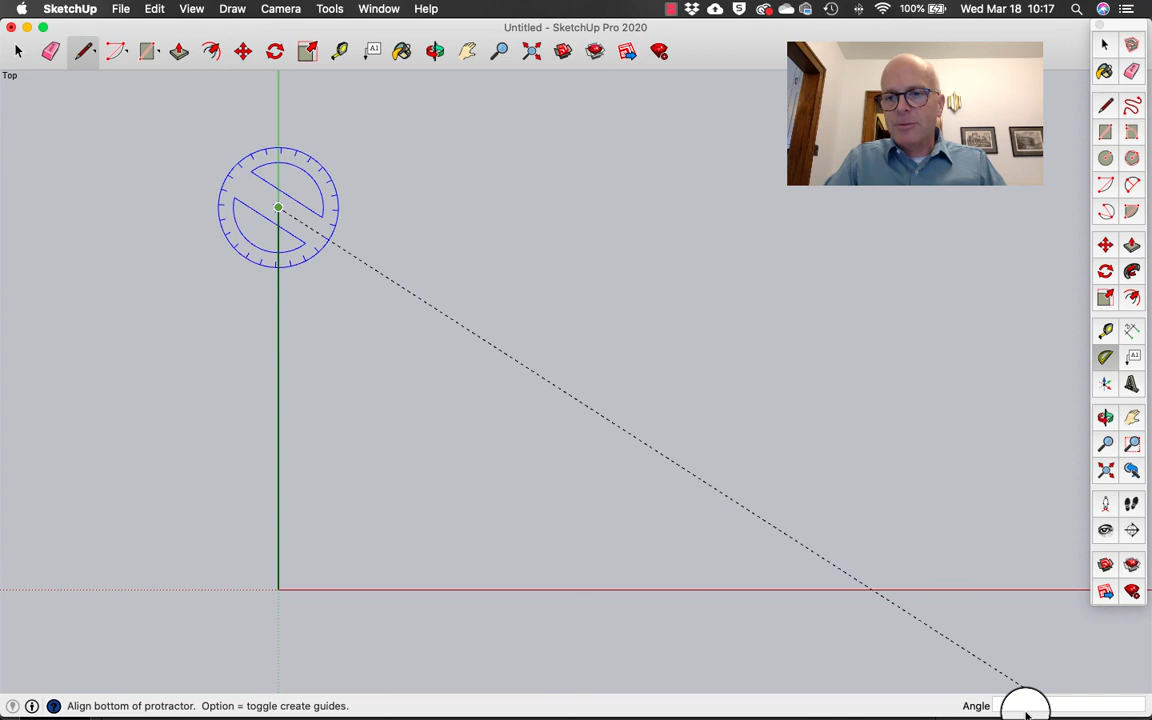 SketchUp File Edit View Draw Camera Tools Window Help 100% Wed Mar 18 10:17
Untitled - SketchUp Pro 2020
Top
Align bottom of protractor. Option = toggle create guides. Angle